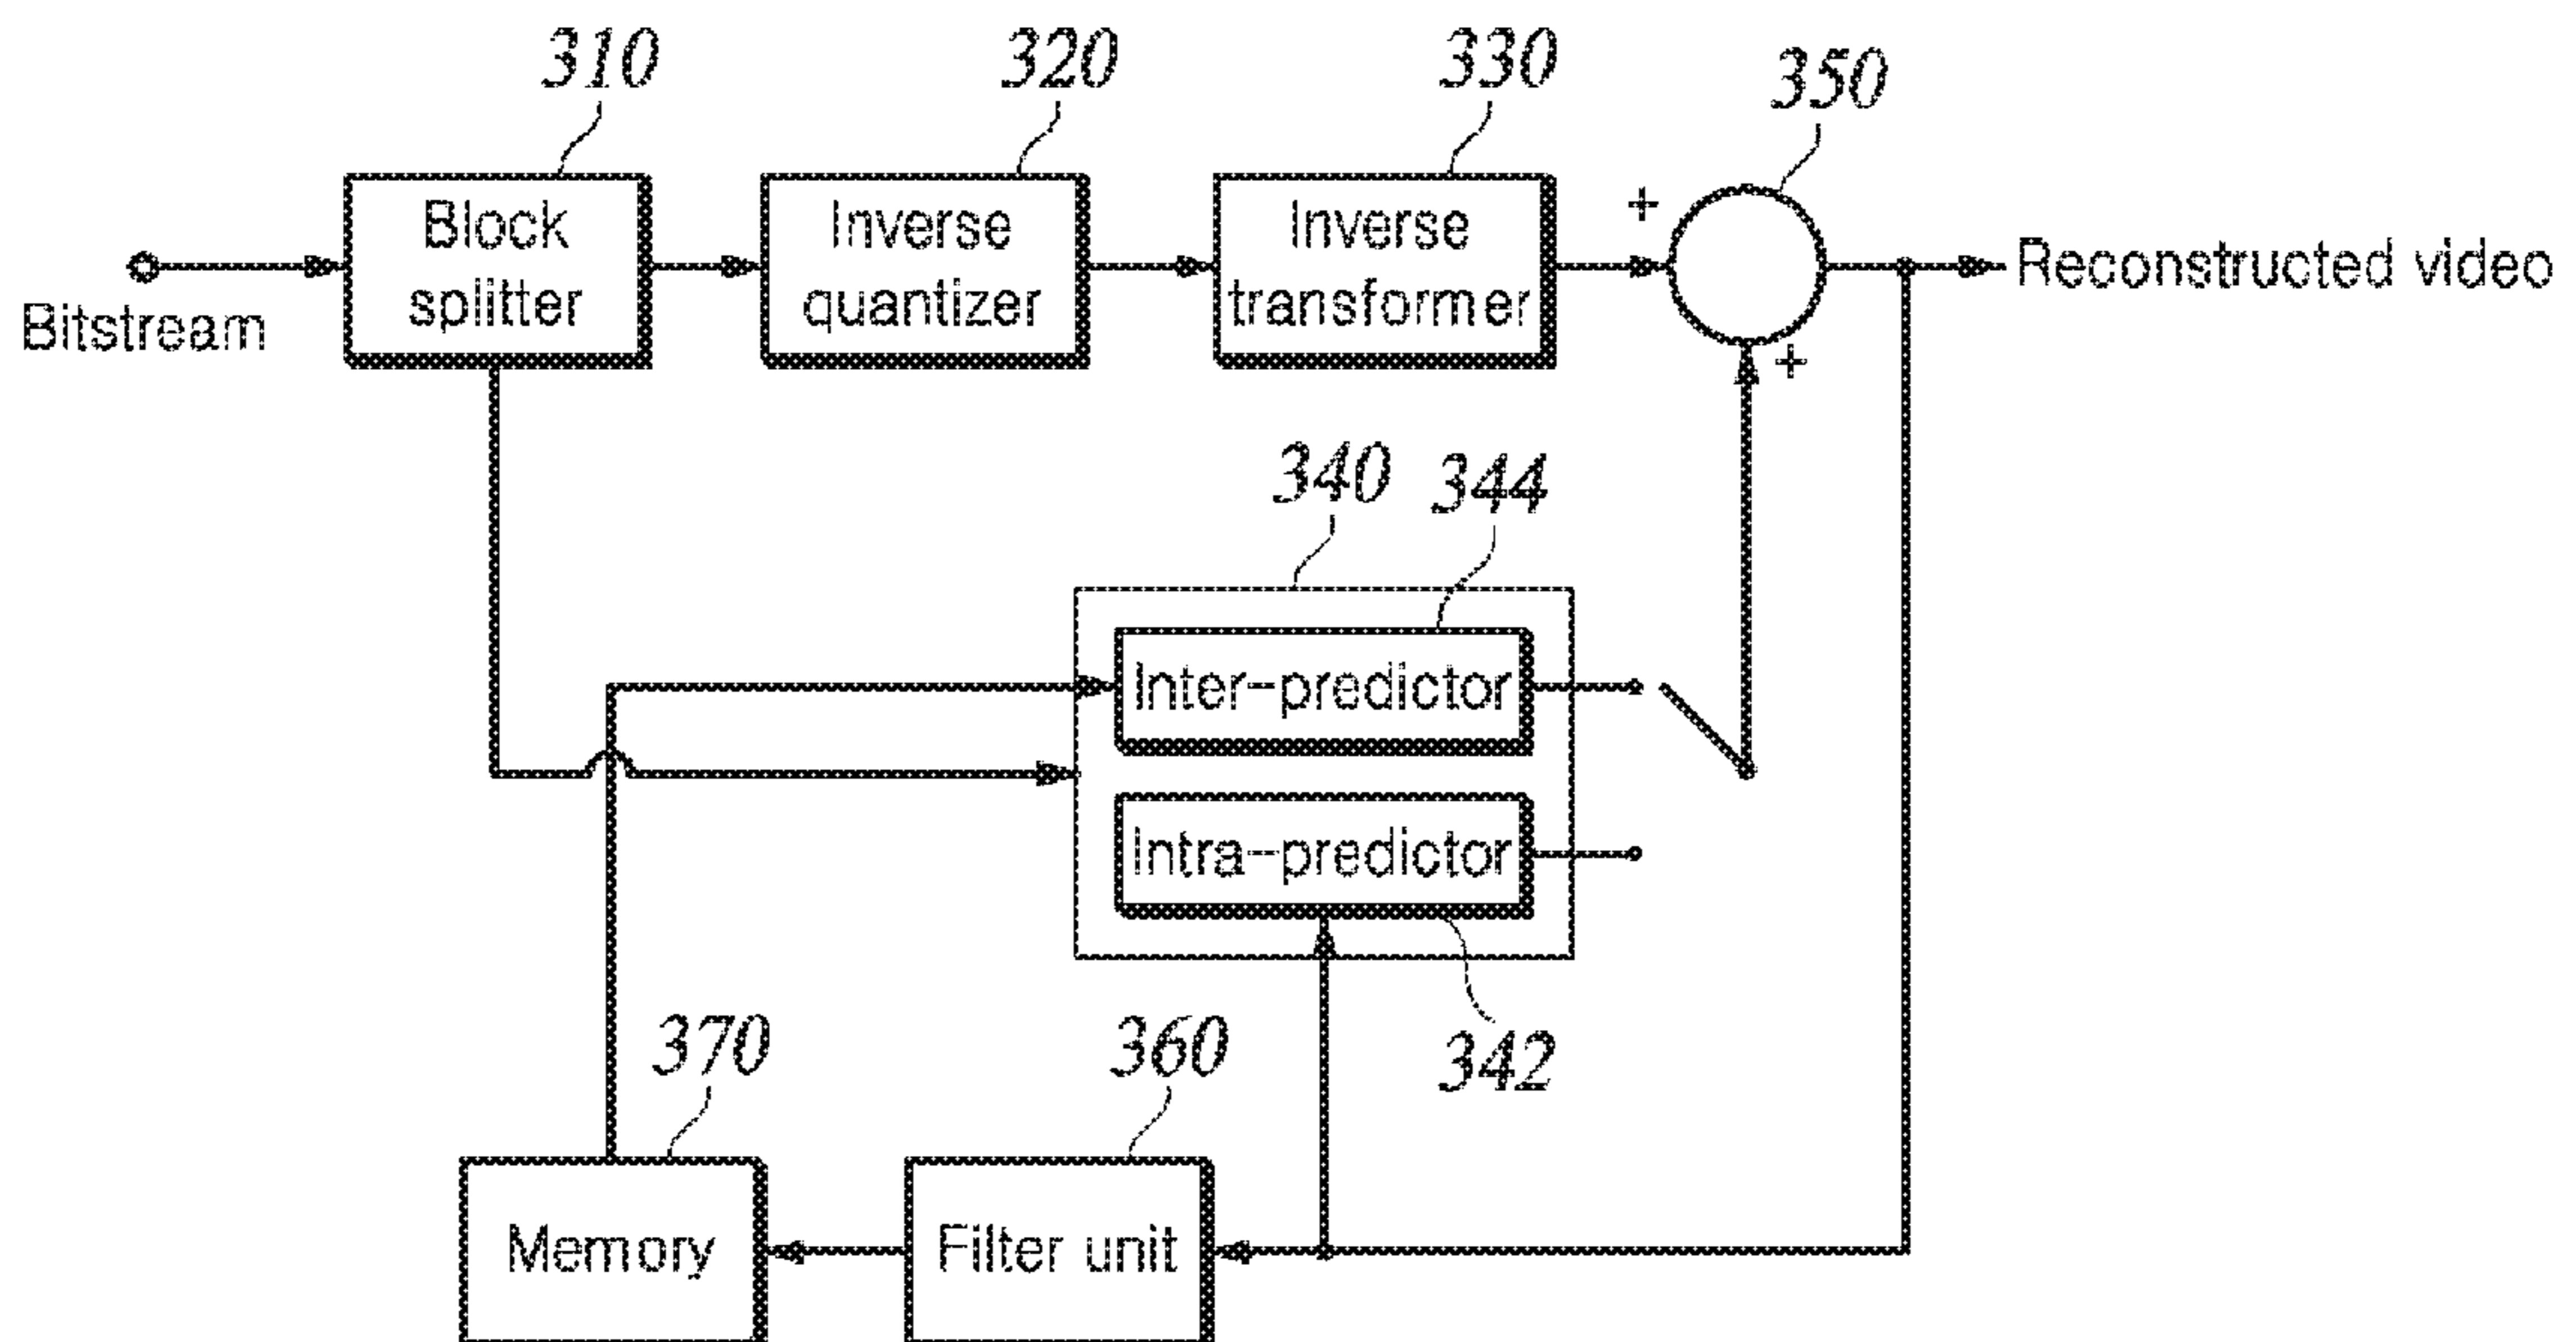 310
320
330
350
Block
splitter
Inverse
quantizer
Inverse
transformer
+
+
Bitstream
Reconstructed video
340
344
Inter-predictor
Intra-predictor
342
370
360
Memory
Filter unit